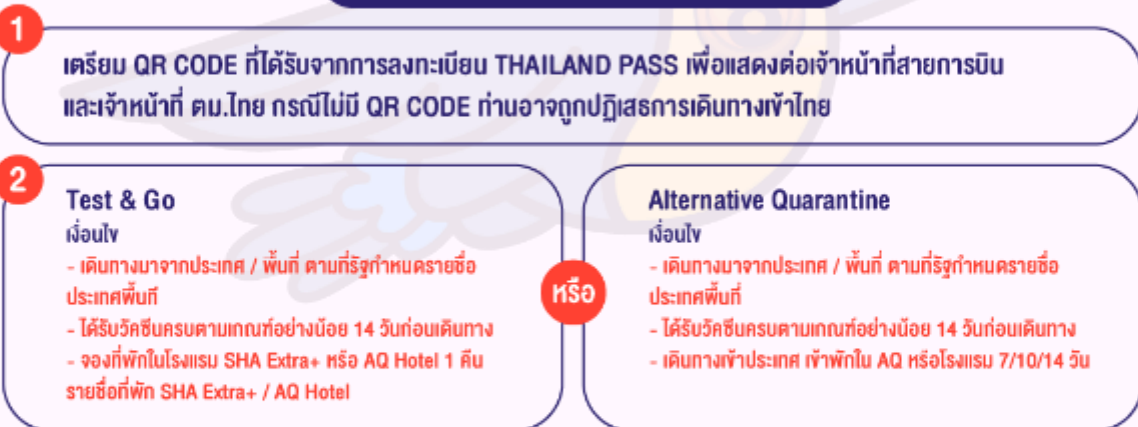 1
เตรียม QR CODE ที่ได้รับจากการลงทะเบียน THAILAND PASS เพื่อแสดงต่อเจ้าหน้าที่สายการบิน
และเจ้าหน้าที่ ตม.ไทย กรณีไม่มี QR CODE ท่านอาจถูกปฏิเสธการเดินทางเข้าไทย
2
Test & Go
เงื่อนไข
- เดินทางมาจากประเทศ / พื้นที่ ตามที่รัฐกำหนดรายชื่อ
ประเทศพื้นที่
- ได้รับวัคซีนครบตามเกณฑ์อย่างน้อย 14 วันก่อนเดินทาง
- จองที่พักในโรงแรม SHA Extra+ หรือ AQ Hotel 1 คืน
รายชื่อที่พัก SHA Extra+ / AQ Hotel
หรือ
Alternative Quarantine
เงื่อนไข
- เดินทางมาจากประเทศ / พื้นที่ ตามที่รัฐกำหนดรายชื่อ
ประเทศพื้นที่
- ได้รับวัคซีนครบตามเกณฑ์อย่างน้อย 14 วันก่อนเดินทาง
- เดินทางเข้าประเทศ เข้าพักใน AQ หรือโรงแรม 7/10/14 วัน